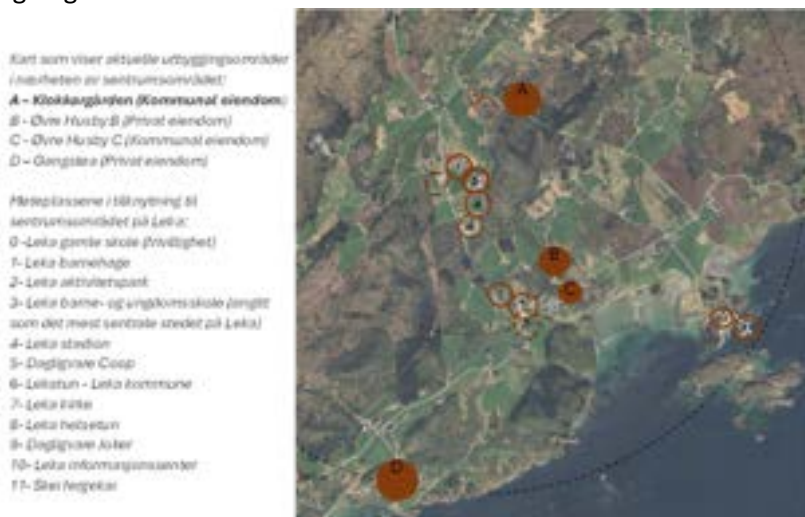 Kart som viser aktuelle utbyggingsområder
i nærheten av sentrumsområdet:
A – Klokkargården (Kommunal eiendom)
B - Øvre Husby B (Privat eiendom)
C - Øvre Husby C (Kommunal eiendom)
D – Gangstea (Privat eiendom)
Møteplassene i tilknytning til
sentrumsområdet på Leka:
0 -Leka gamle skole (frivillighet)
1- Leka barnehage
2- Leka aktivitetspark
3- Leka barne- og ungdomsskole (angitt
som det mest sentrale stedet på Leka)
4- Leka stadion
5- Dagligvare Coop
6- Lekatun - Leka kommune
7- Leka kirke
8- Leka helsetun
9- Dagligvare Joker
10- Leka informasjonssenter
11- Skei fergekai
A
B
C
D